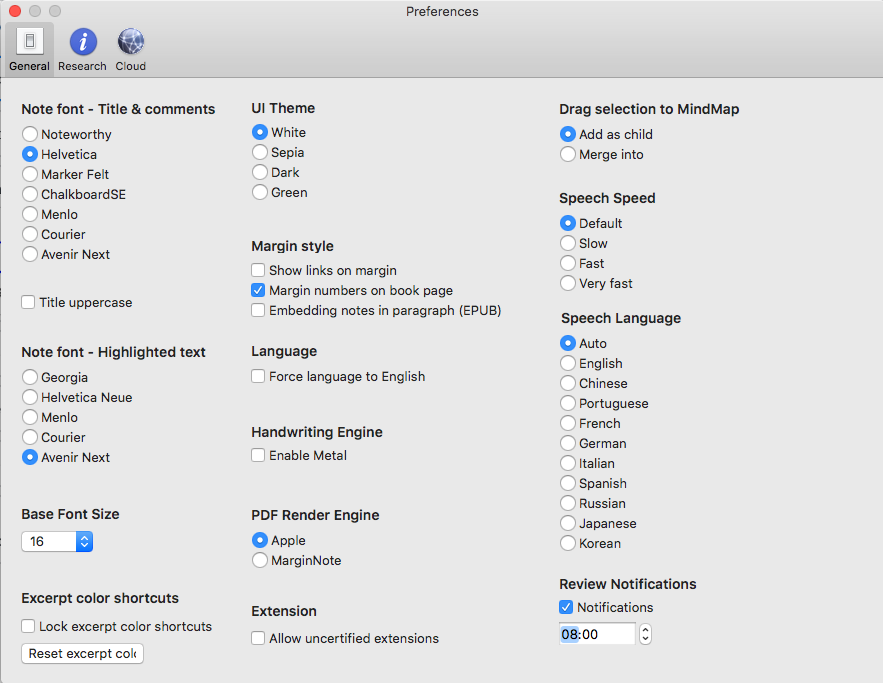 Preferences
General
Research
Cloud
Note font - Title & comments
Noteworthy
Helvetica
Marker Felt
ChalkboardSE
Menlo
Courier
Avenir Next
Title uppercase
Note font - Highlighted text
Georgia
Helvetica Neue
Menlo
Courier
Avenir Next
Base Font Size
16
Excerpt color shortcuts
Lock excerpt color shortcuts
Reset excerpt colo
UI Theme
White
Sepia
Dark
Green
Margin style
Show links on margin
Margin numbers on book page
Embedding notes in paragraph (EPUB)
Language
Force language to English
Handwriting Engine
Enable Metal
PDF Render Engine
Apple
MarginNote
Extension
Allow uncertified extensions
Drag selection to MindMap
Add as child
Merge into
Speech Speed
Default
Slow
Fast
Very fast
Speech Language
Auto
English
Chinese
Portuguese
French
German
Italian
Spanish
Russian
Japanese
Korean
Review Notifications
Notifications
08:00